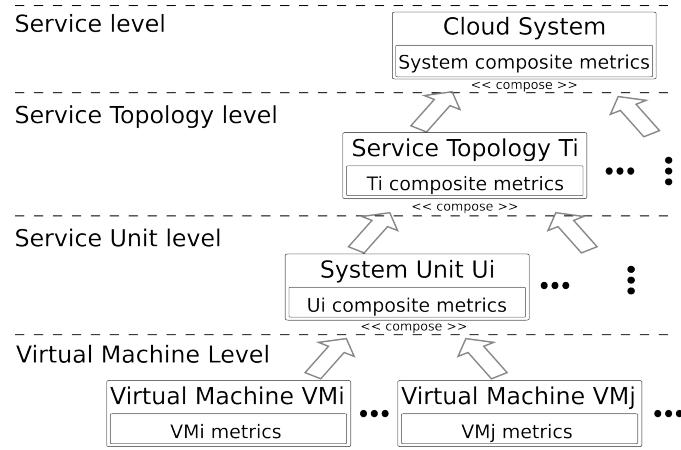 Service level
Cloud System
System composite metrics
<< compose >>
Service Topology level
Service Topology Ti
Ti composite metrics
<< compose >>
Service Unit level
System Unit Ui
Ui composite metrics
<< compose >>
Virtual Machine Level
Virtual Machine VMi
VMi metrics
Virtual Machine VMj
VMj metrics